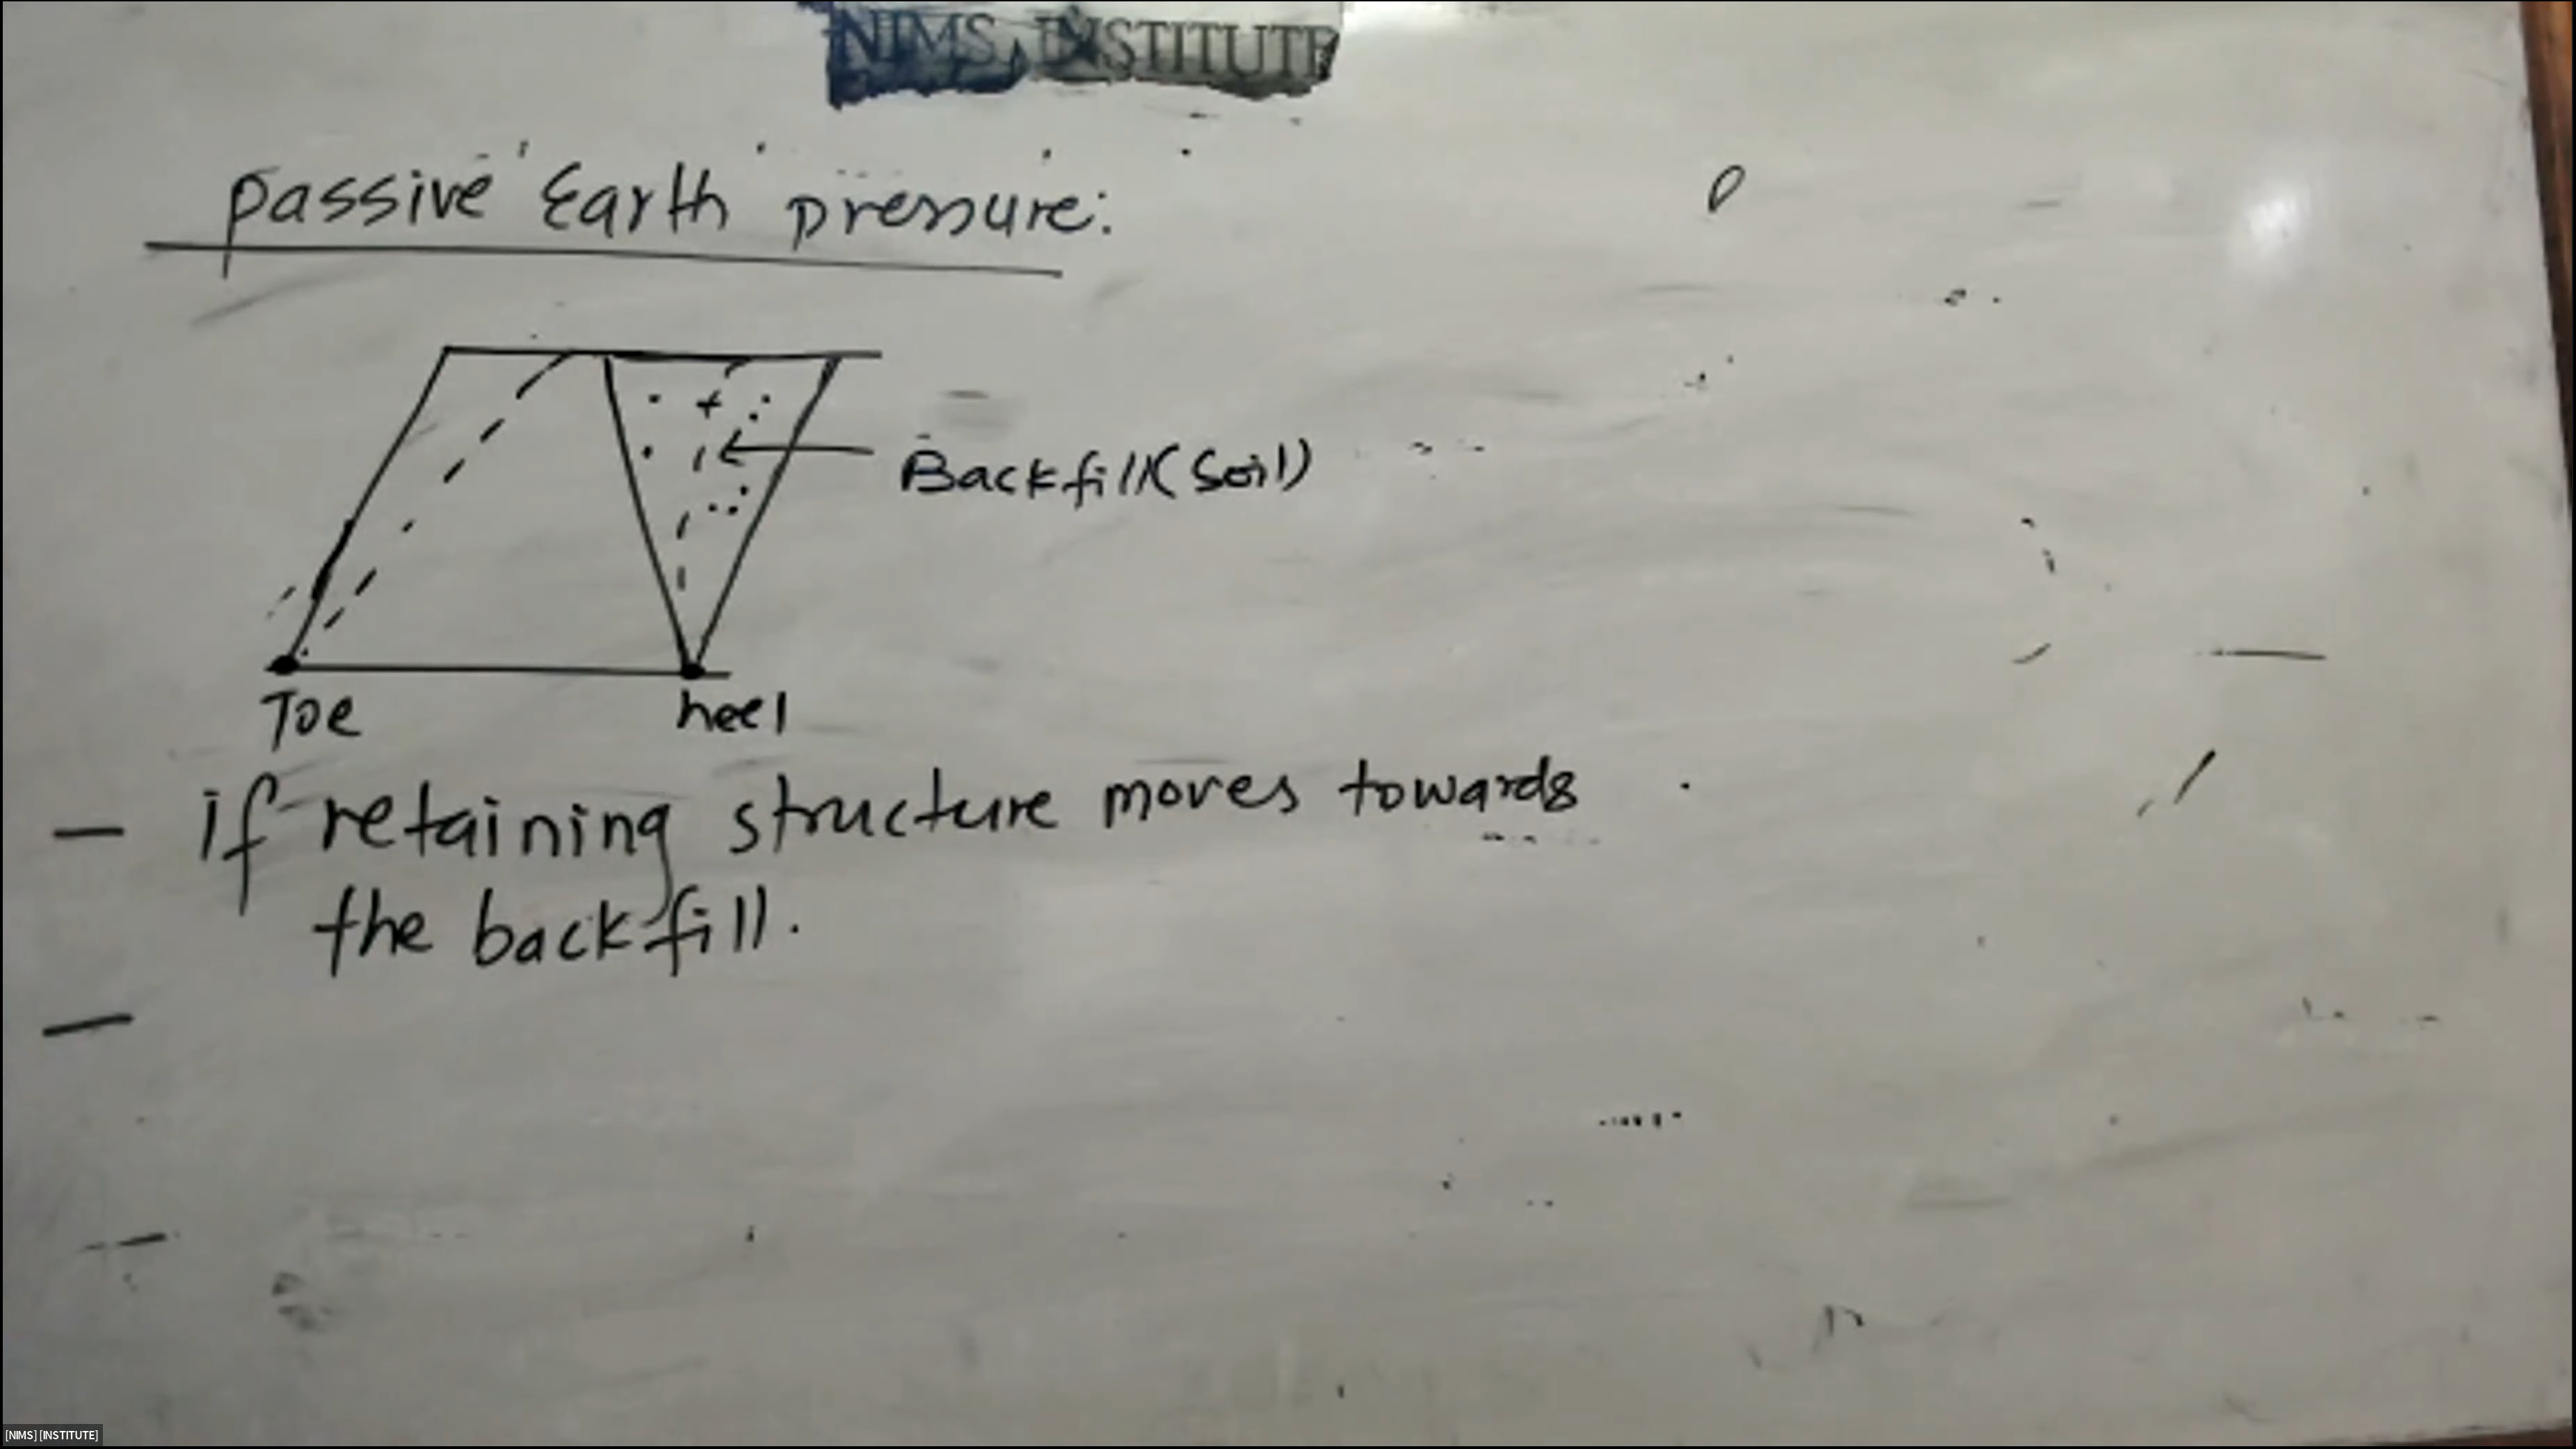 NIMS INSTITUTE
Passive Earth pressure:
Backfill (Soil)
Toe
heel
- if retaining structure moves towards
the backfill.
-
[NIMS] [INSTITUTE]